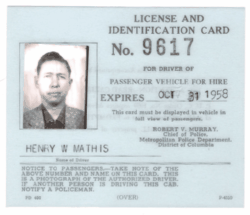 LICENSE AND
IDENTIFICATION CARD
No. 9617
FOR DRIVER OF
PASSENGER VEHICLE FOR HIRE
EXPIRES OCT 31 1958
This card must be displayed in vehicle in
full view of passengers.
ROBERT V. MURRAY,
Chief of Police,
Metropolitan Police Department,
District of Columbia
HENRY W MATHIS
Name of Driver
NOTICE TO PASSENGERS—TAKE NOTE OF THE
ABOVE NUMBER AND NAME ON THIS CARD. THIS
IS A PHOTOGRAPH OF THE AUTHORIZED DRIVER. IF
ANOTHER PERSON IS DRIVING THIS CAR,
NOTIFY A POLICEMAN.
(OVER)